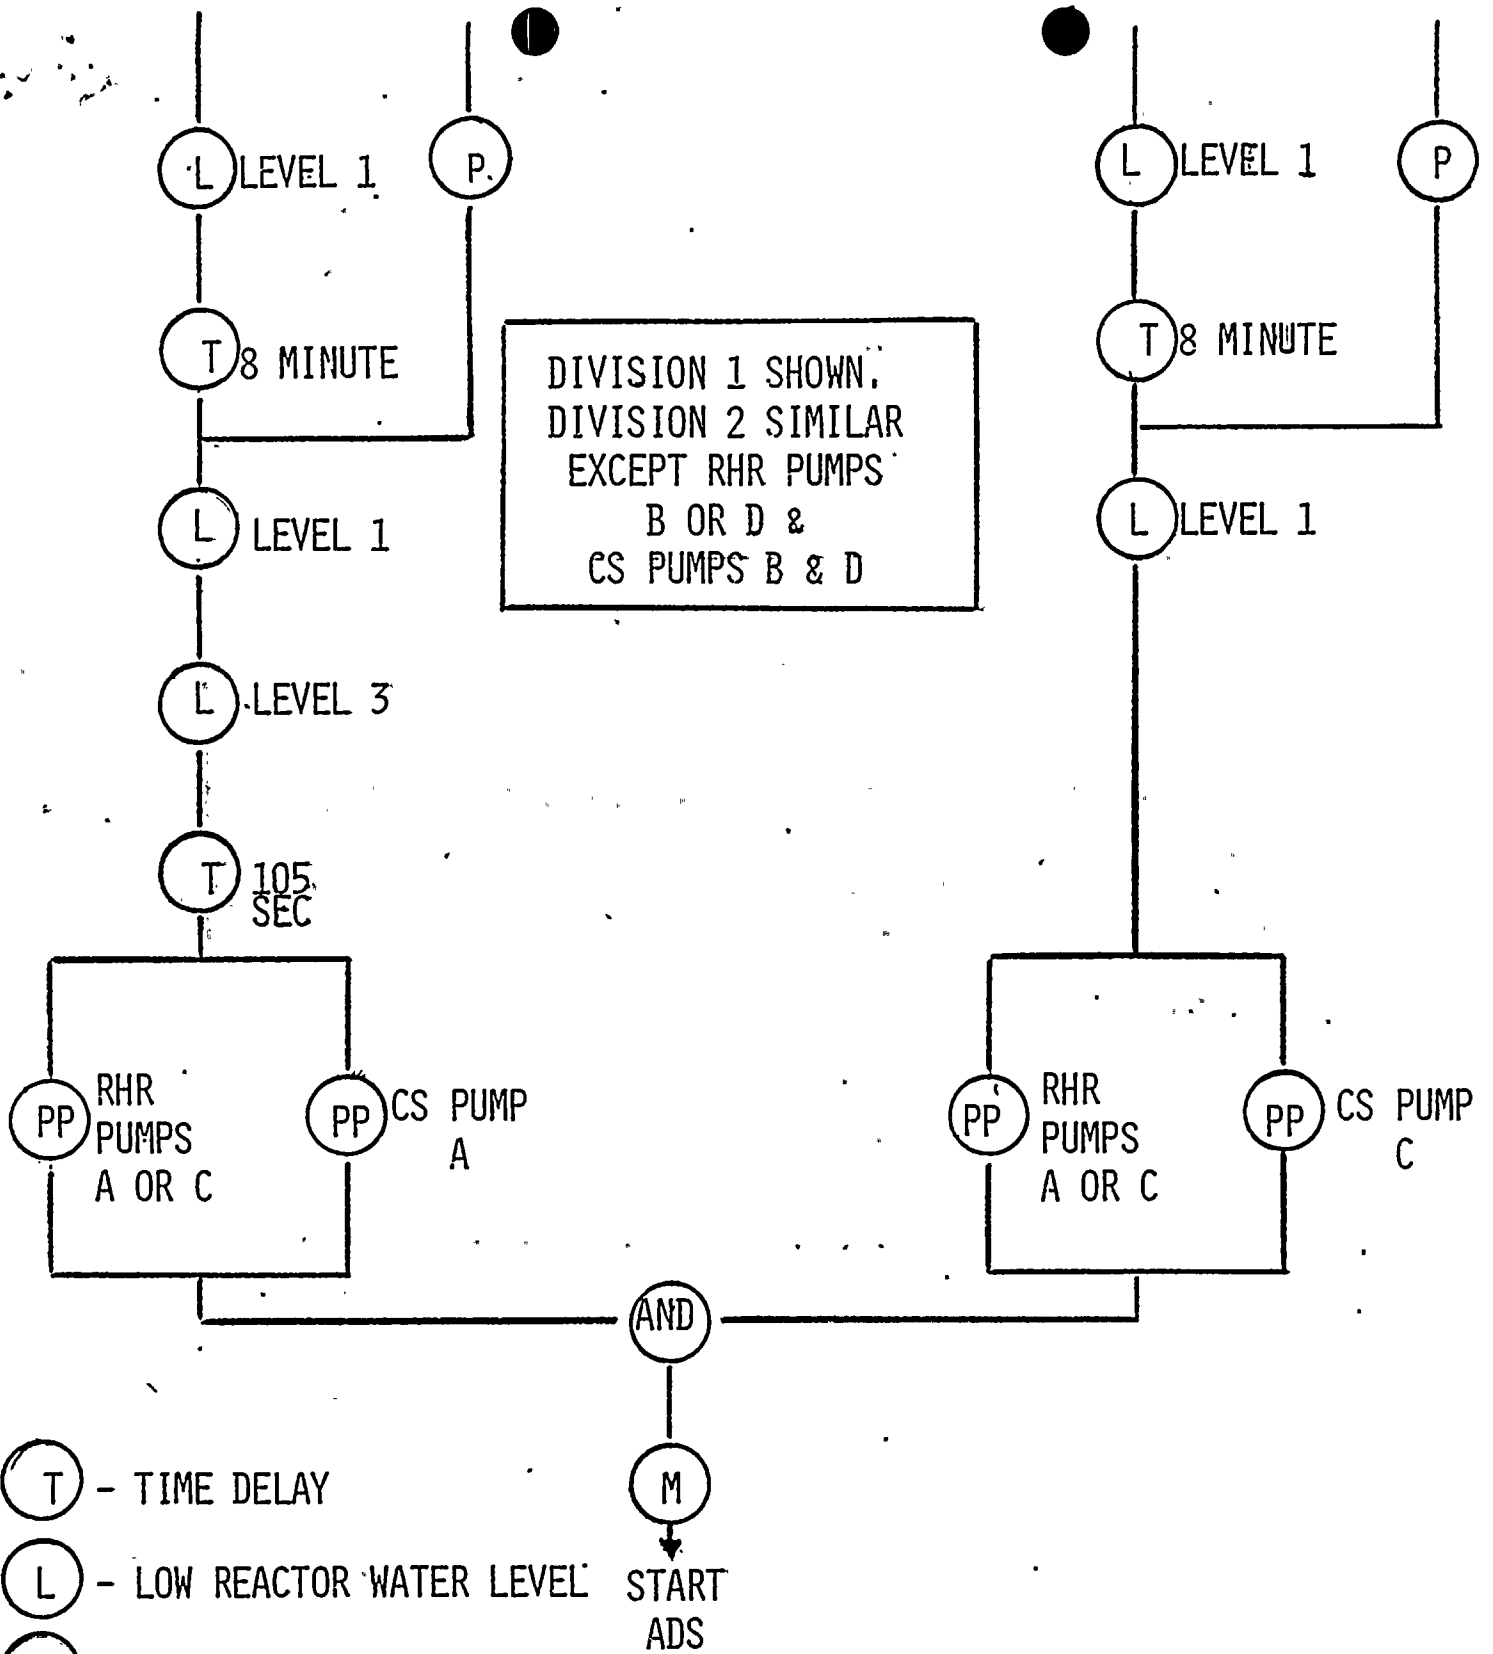 L LEVEL 1
P
L LEVEL 1
P
T 8 MINUTE
T 8 MINUTE
DIVISION 1 SHOWN.
DIVISION 2 SIMILAR
EXCEPT RHR PUMPS
B OR D &
CS PUMPS B & D
L LEVEL 1
L LEVEL 1
L LEVEL 3
T 105
SEC
PP
RHR
PUMPS
A OR C
PP
CS PUMP
A
PP
RHR
PUMPS
A OR C
PP
CS PUMP
C
AND
M
START
ADS
T - TIME DELAY
L - LOW REACTOR WATER LEVEL